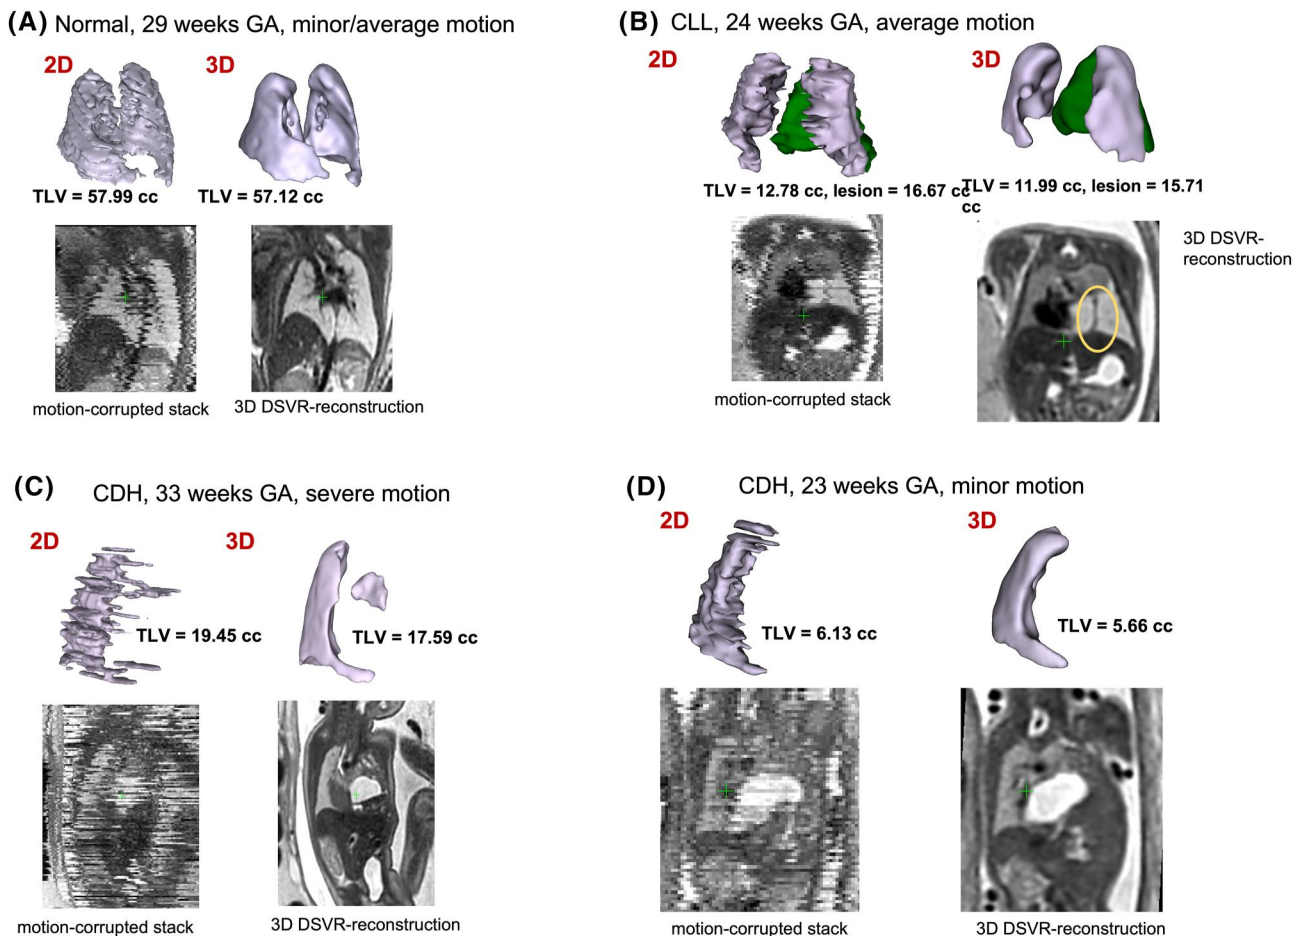 (A) Normal, 29 weeks GA, minor/average motion
2D
3D
TLV = 57.99 cc
TLV = 57.12 cc
motion-corrupted stack
3D DSVR-reconstruction
(B) CLL, 24 weeks GA, average motion
2D
3D
TLV = 12.78 cc, lesion = 16.67 cc
TLV = 11.99 cc, lesion = 15.71
cc
motion-corrupted stack
3D DSVR-
reconstruction
(C) CDH, 33 weeks GA, severe motion
2D
3D
TLV = 19.45 cc
TLV = 17.59 cc
motion-corrupted stack
3D DSVR-reconstruction
(D) CDH, 23 weeks GA, minor motion
2D
3D
TLV = 6.13 cc
TLV = 5.66 cc
motion-corrupted stack
3D DSVR-reconstruction